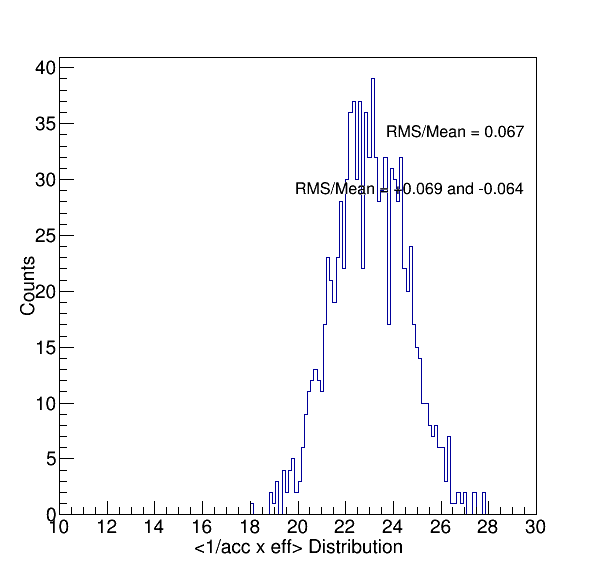 40
35
30
25
20
15
10
5
0
Counts
RMS/Mean = 0.067
RMS/Mean = +0.069 and -0.064
10 12 14 16 18 20 22 24 26 28 30
<1/acc x eff> Distribution